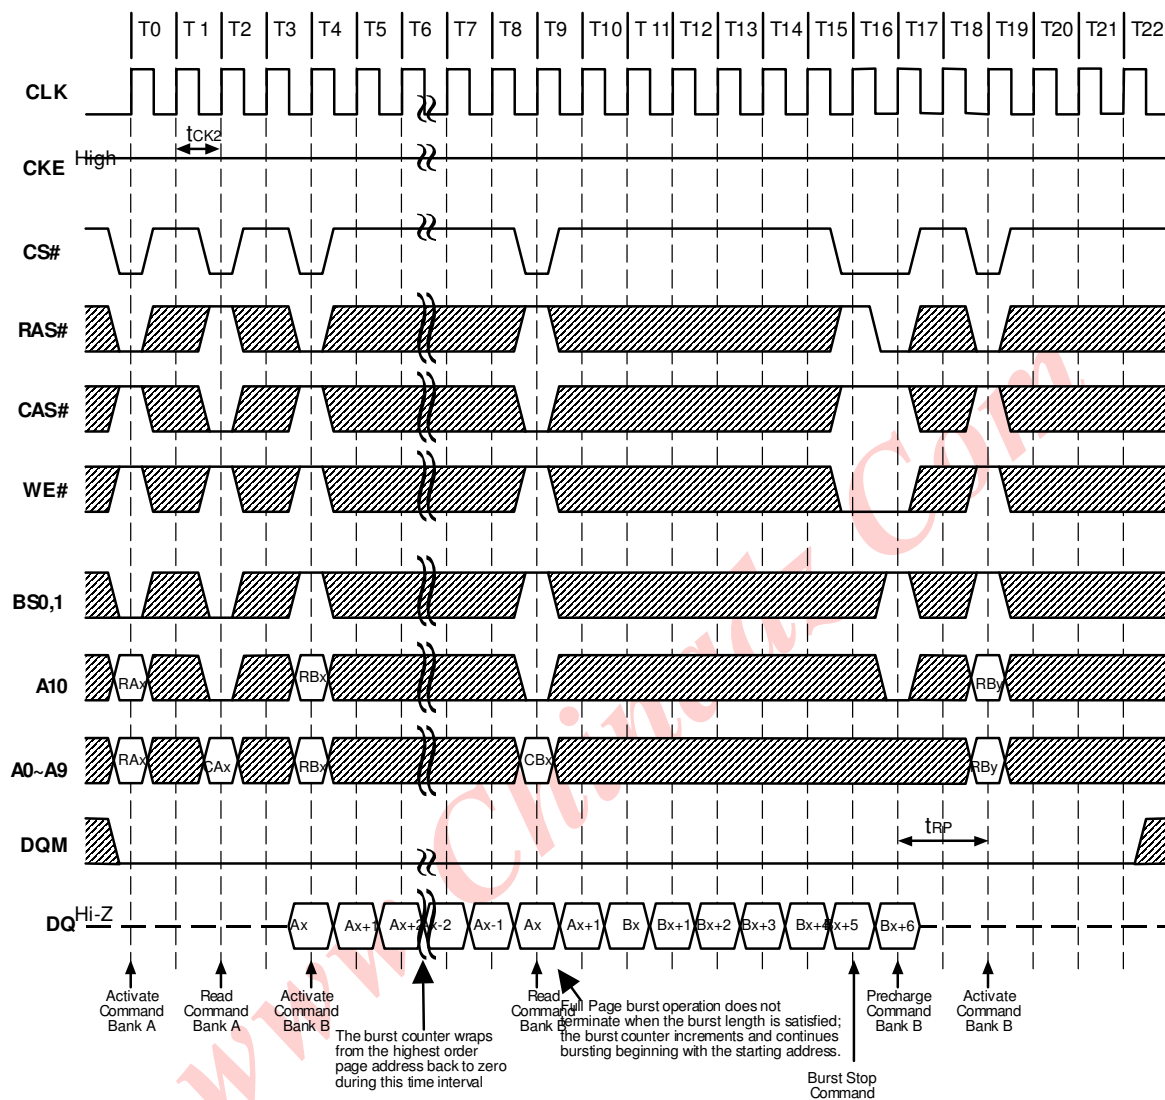 T0 T 1 T2 T3 T4 T5 T6 T7 T8 T9 T10 T 11 T12 T13 T14 T15 T16 T17 T18 T19 T20 T21 T22
CLK
tCK2
High
CKE
CS#
RAS#
CAS#
WE#
BS0,1
A10
RAx RBx RBy
A0~A9
RAx CAx RBx CBx RBy
DQM
tRP
Hi-Z
DQ
Ax Ax+1 Ax+2 Ax-2 Ax-1 Ax Ax+1 Bx Bx+1 Bx+2 Bx+3 Bx+4 Bx+5 Bx+6
Activate
Command
Bank A
Read
Command
Bank A
Activate
Command
Bank B
The burst counter wraps
from the highest order
page address back to zero
during this time interval
Read
Command
Bank B
Full Page burst operation does not
terminate when the burst length is satisfied;
the burst counter increments and continues
bursting beginning with the starting address.
Burst Stop
Command
Precharge
Command
Bank B
Activate
Command
Bank B
www.Chinadz.Com